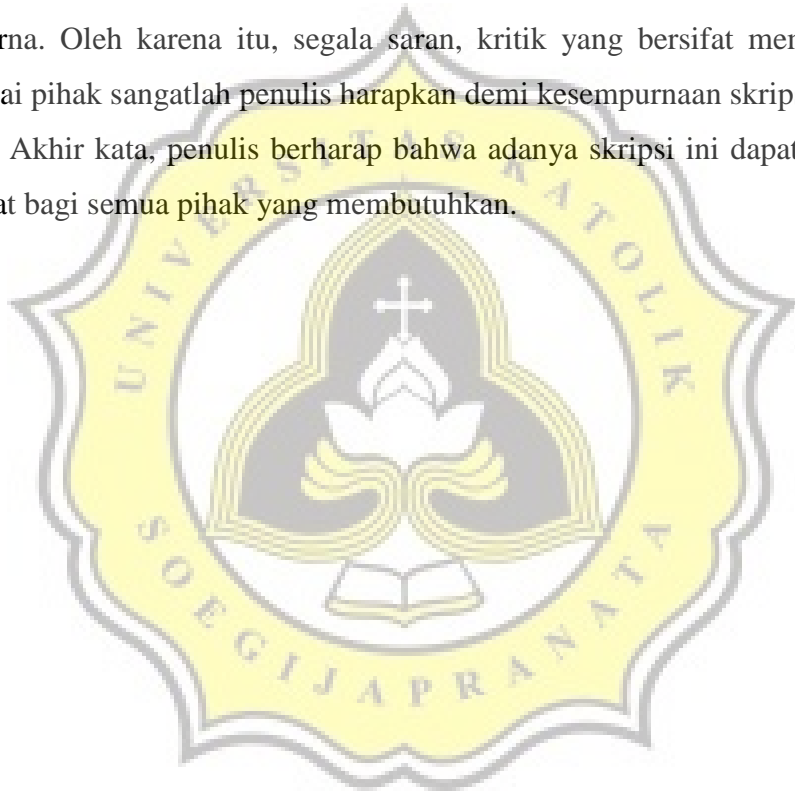 rna. Oleh karena itu, segala saran, kritik yang bersifat mer
ai pihak sangatlah penulis harapkan demi kesempurnaan skrip
Akhir kata, penulis berharap bahwa adanya skripsi ini dapat
at bagi semua pihak yang membutuhkan.
UNIVERSITAS KATOLIK
SOEGIJAPRANATA